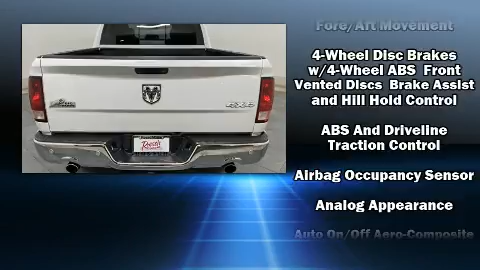 Fore/Aft Movement
4-Wheel Disc Brakes
w/4-Wheel ABS Front
Vented Discs Brake Assist
and Hill Hold Control
ABS And Driveline
Traction Control
Airbag Occupancy Sensor
Analog Appearance
Auto On/Off Aero-Composite
4X4